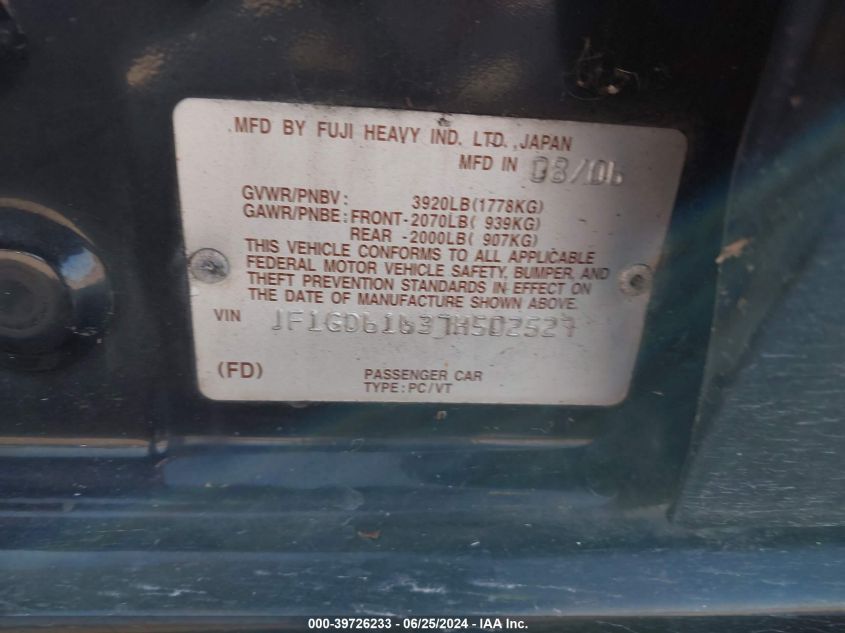 .MFD BY FUJI HEAVY IND. LTD. ,JAPAN
MFD IN 08/06
GVWR/PNBV: 3920LB(1778KG)
GAWR/PNBE: FRONT-2070LB( 939KG)
REAR -2000LB( 907KG)
THIS VEHICLE CONFORMS TO ALL APPLICABLE
FEDERAL MOTOR VEHICLE SAFETY, BUMPER, AND
THEFT PREVENTION STANDARDS IN EFFECT ON
THE DATE OF MANUFACTURE SHOWN ABOVE.
VIN JF1GD61637H502527
(FD) PASSENGER CAR
TYPE: PC/VT
000-39726233 - 06/25/2024 - IAA Inc.